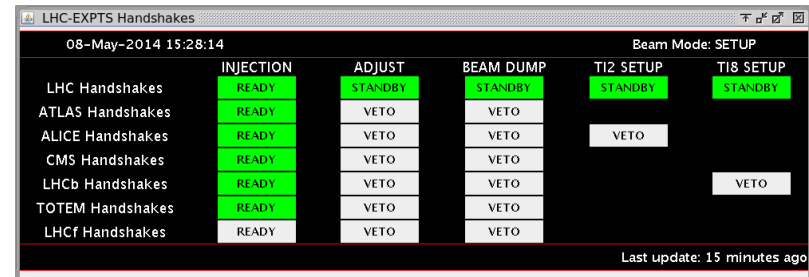 LHC-EXPTS Handshakes
08-May-2014 15:28:14 Beam Mode: SETUP
INJECTION ADJUST BEAM DUMP TI2 SETUP TI8 SETUP
LHC Handshakes READY STANDBY STANDBY STANDBY STANDBY
ATLAS Handshakes READY VETO VETO
ALICE Handshakes READY VETO VETO VETO
CMS Handshakes READY VETO VETO
LHCb Handshakes READY VETO VETO VETO
TOTEM Handshakes READY VETO VETO
LHCf Handshakes READY VETO VETO
Last update: 15 minutes ago